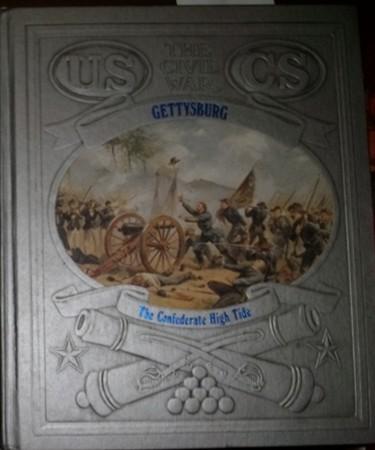 US
THE
CIVIL
WAR
CS
GETTYSBURG
The Confederate High Tide